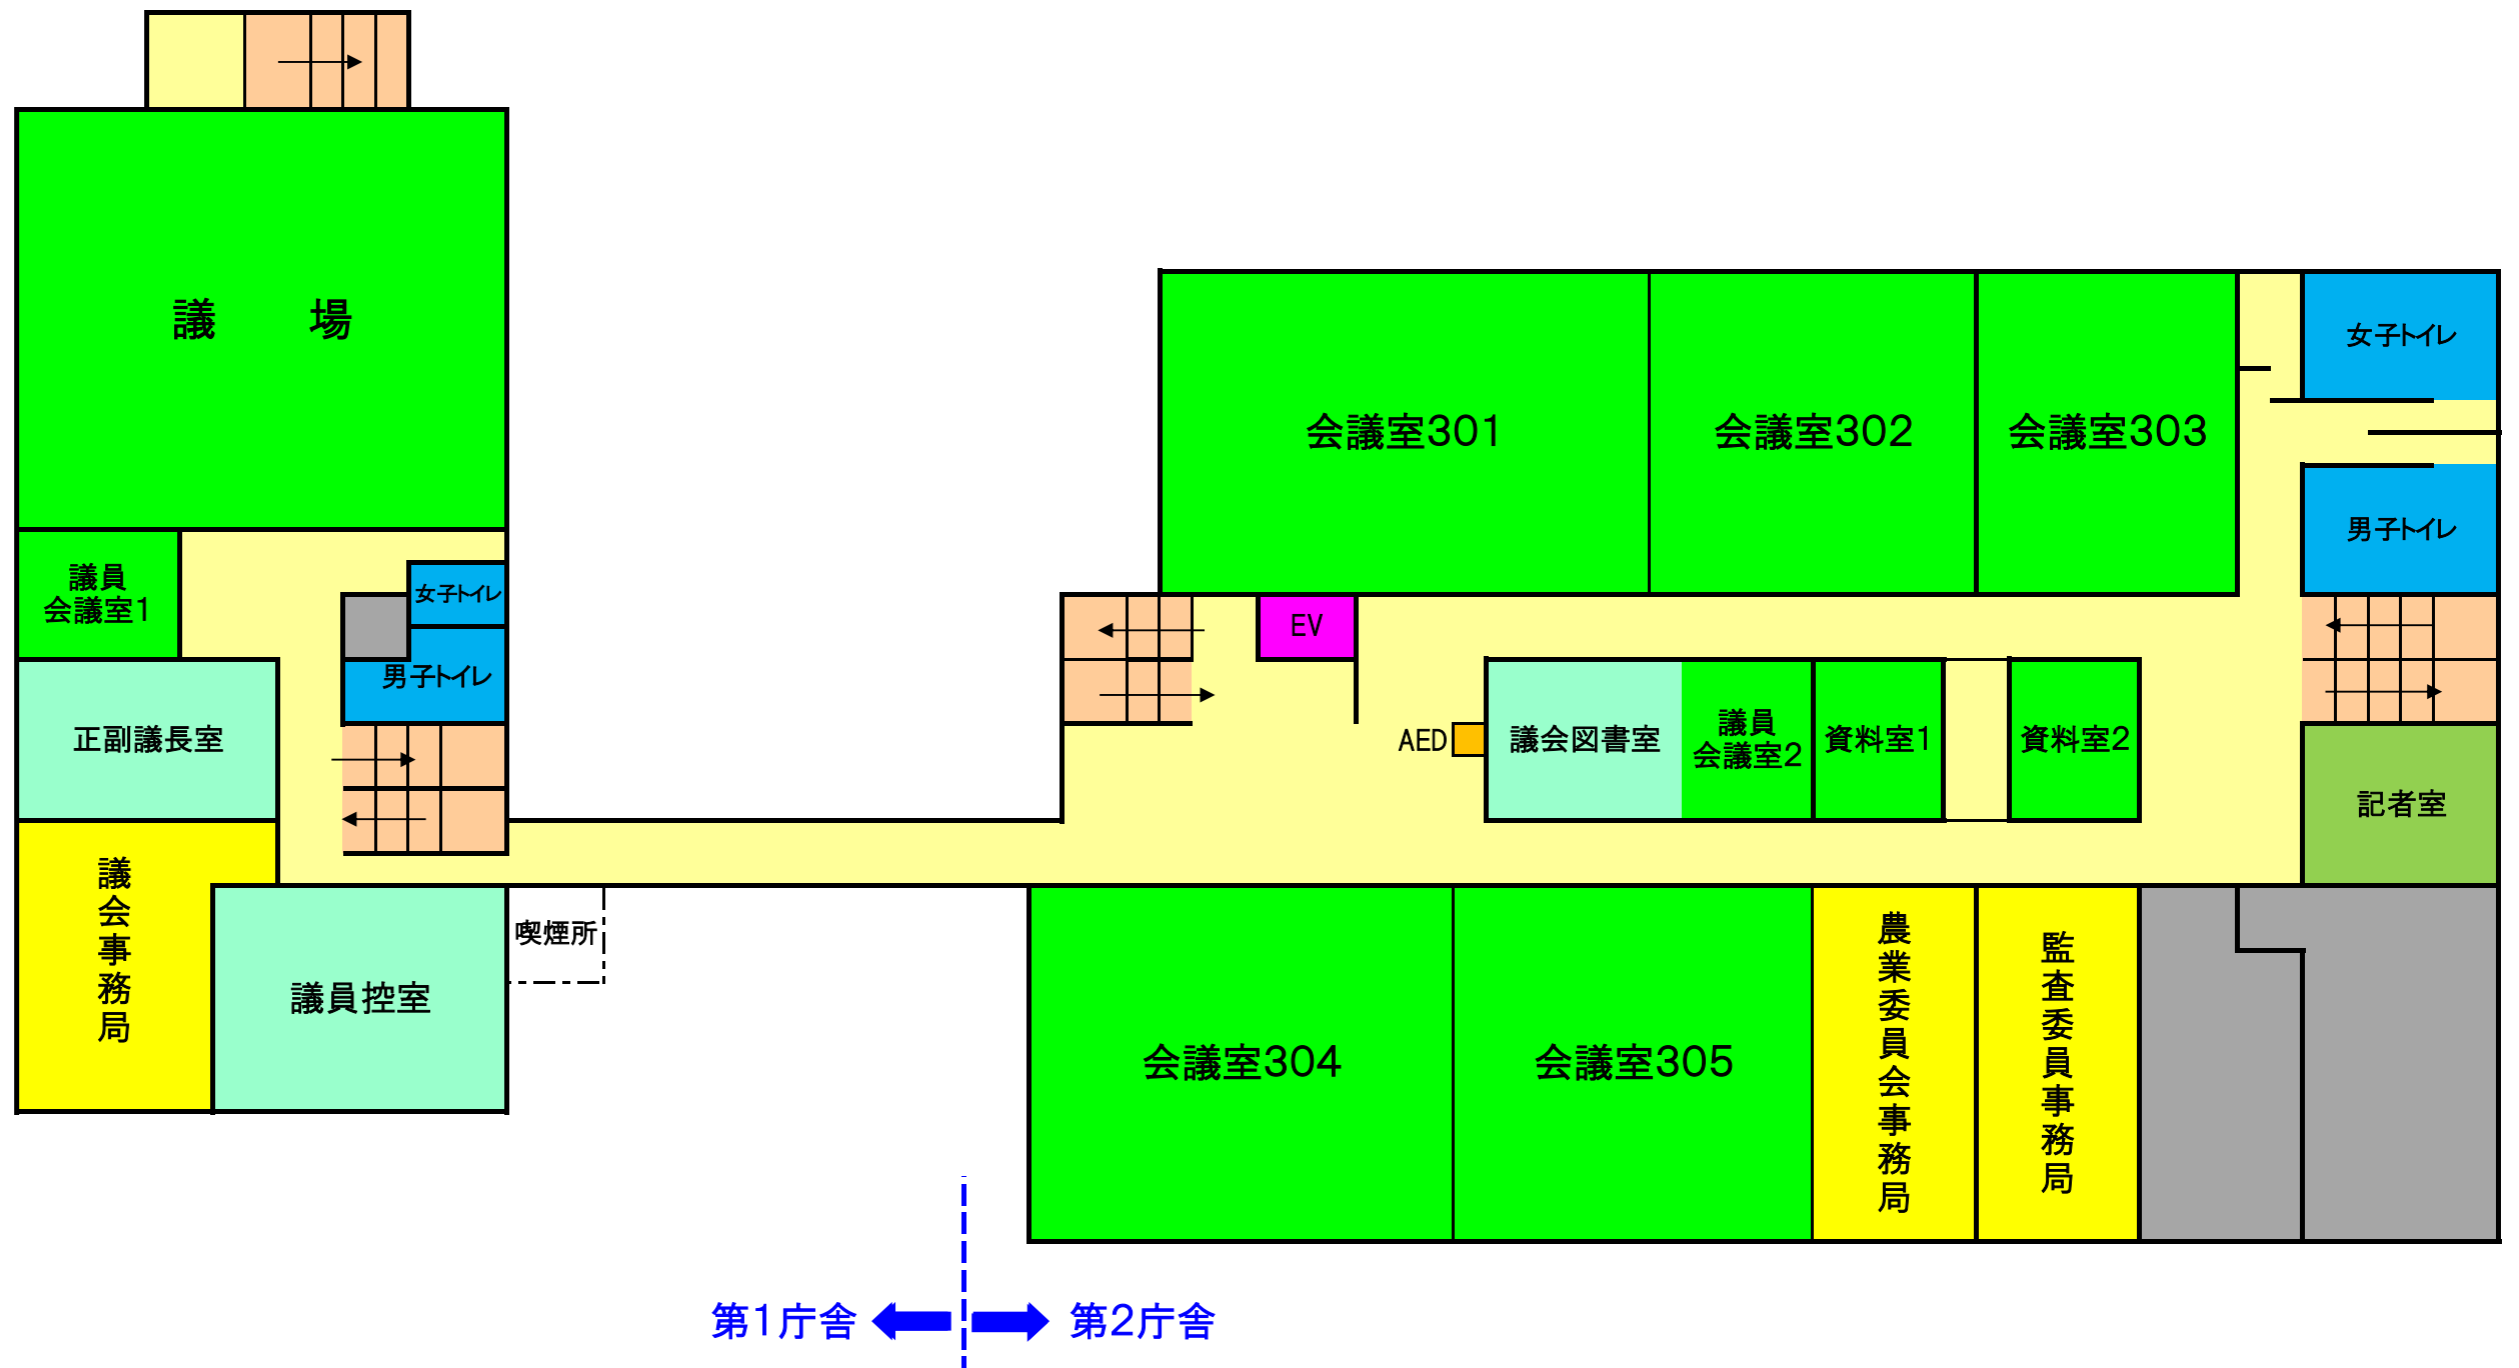 議　場
議員
会議室1
女子トイレ
男子トイレ
正副議長室
議会事務局
議員控室
喫煙所
会議室301
会議室302
会議室303
女子トイレ
男子トイレ
EV
AED
議会図書室
議員
会議室2
資料室1
資料室2
記者室
会議室304
会議室305
農業委員会事務局
監査委員事務局
第1庁舎
第2庁舎